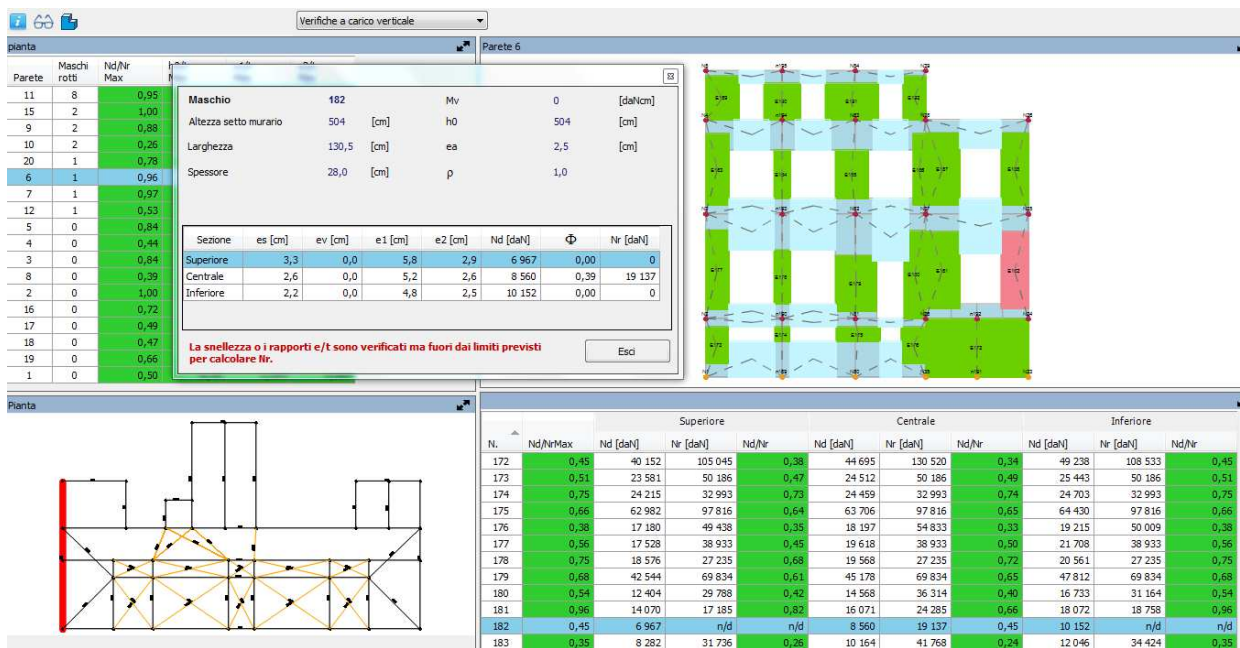 Verifiche a carico verticale
pianta
Parete 6
Parete Maschi rotti Nd/Nr Max
11 8 0,95
15 2 1,00
9 2 0,88
10 2 0,26
20 1 0,78
6 1 0,96
7 1 0,97
12 1 0,53
5 0 0,84
4 0 0,44
3 0 0,84
8 0 0,39
2 0 1,00
16 0 0,72
17 0 0,49
18 0 0,47
19 0 0,66
1 0 0,50
Maschio 182 Mv 0 [daNcm]
Altezza setto murario 504 [cm] h0 504 [cm]
Larghezza 130,5 [cm] ea 2,5 [cm]
Spessore 28,0 [cm] ρ 1,0
Sezione es [cm] ev [cm] e1 [cm] e2 [cm] Nd [daN] Φ Nr [daN]
Superiore 3,3 0,0 5,8 2,9 6 967 0,00 0
Centrale 2,6 0,0 5,2 2,6 8 560 0,39 19 137
Inferiore 2,2 0,0 4,8 2,5 10 152 0,00 0
La snellezza o i rapporti e/t sono verificati ma fuori dai limiti previsti
per calcolare Nr.
Esci
Pianta
Superiore Centrale Inferiore
N. Nd/NrMax Nd [daN] Nr [daN] Nd/Nr Nd [daN] Nr [daN] Nd/Nr Nd [daN] Nr [daN] Nd/Nr
172 0,45 40 152 105 045 0,38 44 695 130 520 0,34 49 238 108 533 0,45
173 0,51 23 581 50 186 0,47 24 512 50 186 0,49 25 443 50 186 0,51
174 0,75 24 215 32 993 0,73 24 459 32 993 0,74 24 703 32 993 0,75
175 0,66 62 982 97 816 0,64 63 706 97 816 0,65 64 430 97 816 0,66
176 0,38 17 180 49 438 0,35 18 197 54 833 0,33 19 215 50 009 0,38
177 0,56 17 528 38 933 0,45 19 618 38 933 0,50 21 708 38 933 0,56
178 0,75 18 576 27 235 0,68 19 568 27 235 0,72 20 561 27 235 0,75
179 0,68 42 544 69 834 0,61 45 178 69 834 0,65 47 812 69 834 0,68
180 0,54 12 404 29 788 0,42 14 568 36 314 0,40 16 733 31 164 0,54
181 0,96 14 070 17 185 0,82 16 071 24 285 0,66 18 072 18 758 0,96
182 0,45 6 967 n/d n/d 8 560 19 137 0,45 10 152 n/d n/d
183 0,35 8 282 31 736 0,26 10 164 41 768 0,24 12 046 34 424 0,35